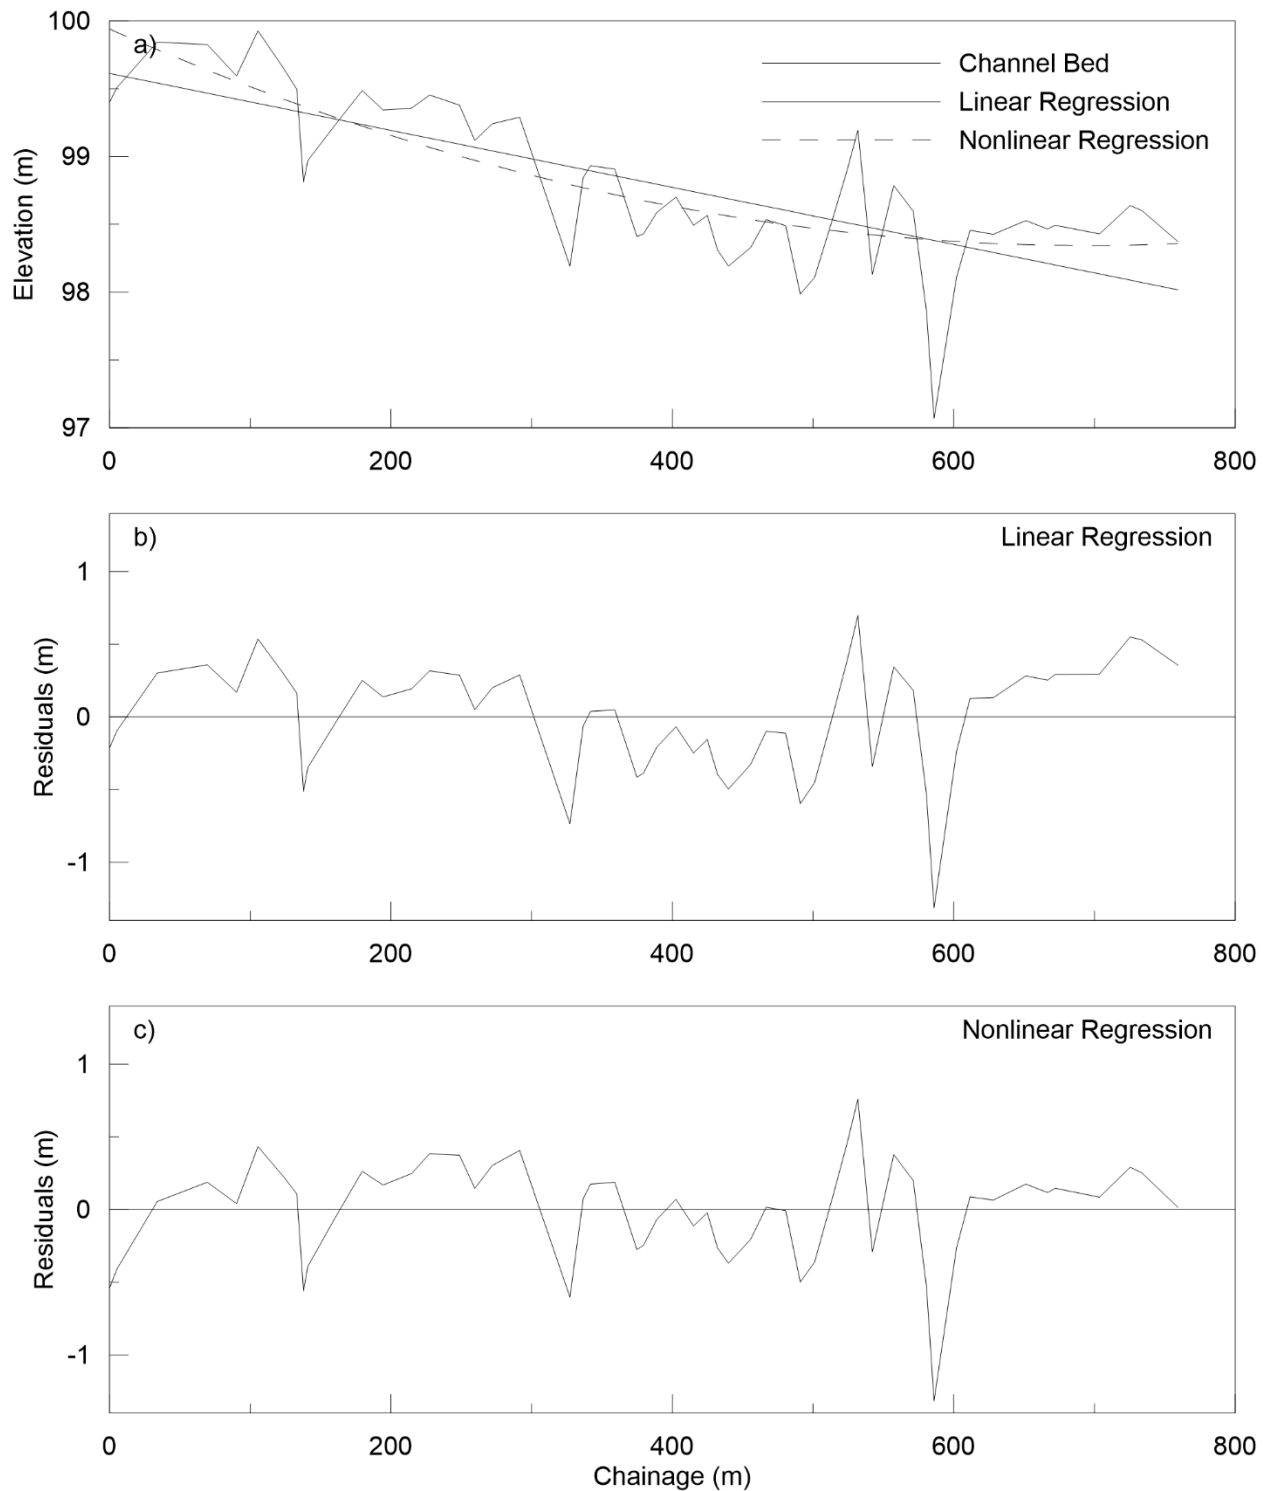 100
a)
Channel Bed
Linear Regression
99
Nonlinear Regression
Elevation (m)
98
97
0 200 400 600 800
b) Linear Regression
1
Residuals (m)
0
-1
0 200 400 600 800
c) Nonlinear Regression
1
Residuals (m)
0
-1
0 200 400 600 800
Chainage (m)